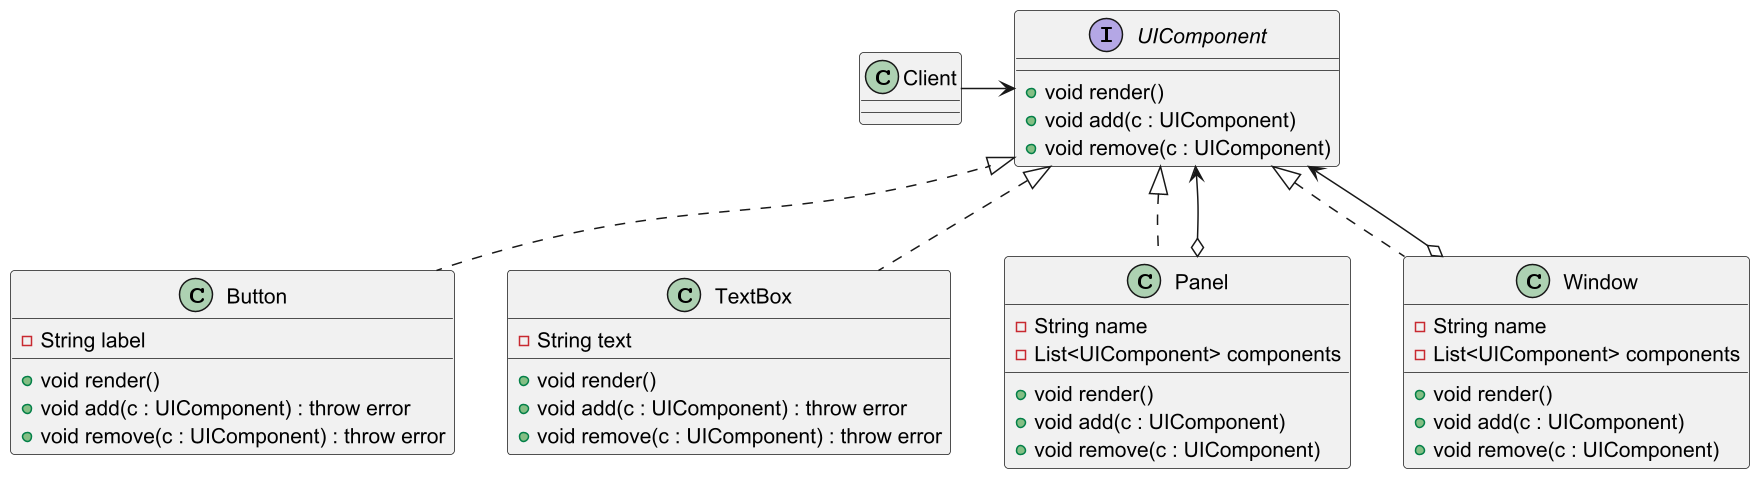 I UIComponent
C Client
void render()
void add(c : UIComponent)
void remove(c : UIComponent)
C Button
String label
void render()
void add(c : UIComponent) : throw error
void remove(c : UIComponent) : throw error
C TextBox
String text
void render()
void add(c : UIComponent) : throw error
void remove(c : UIComponent) : throw error
C Panel
String name
List<UIComponent> components
void render()
void add(c : UIComponent)
void remove(c : UIComponent)
C Window
String name
List<UIComponent> components
void render()
void add(c : UIComponent)
void remove(c : UIComponent)